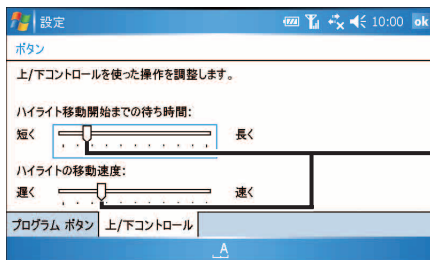 設定 10:00 ok
ボタン
上/下コントロールを使った操作を調整します。
ハイライト移動開始までの待ち時間:
短く 長く
ハイライトの移動速度:
遅く 速く
プログラム ボタン 上/下コントロール
A